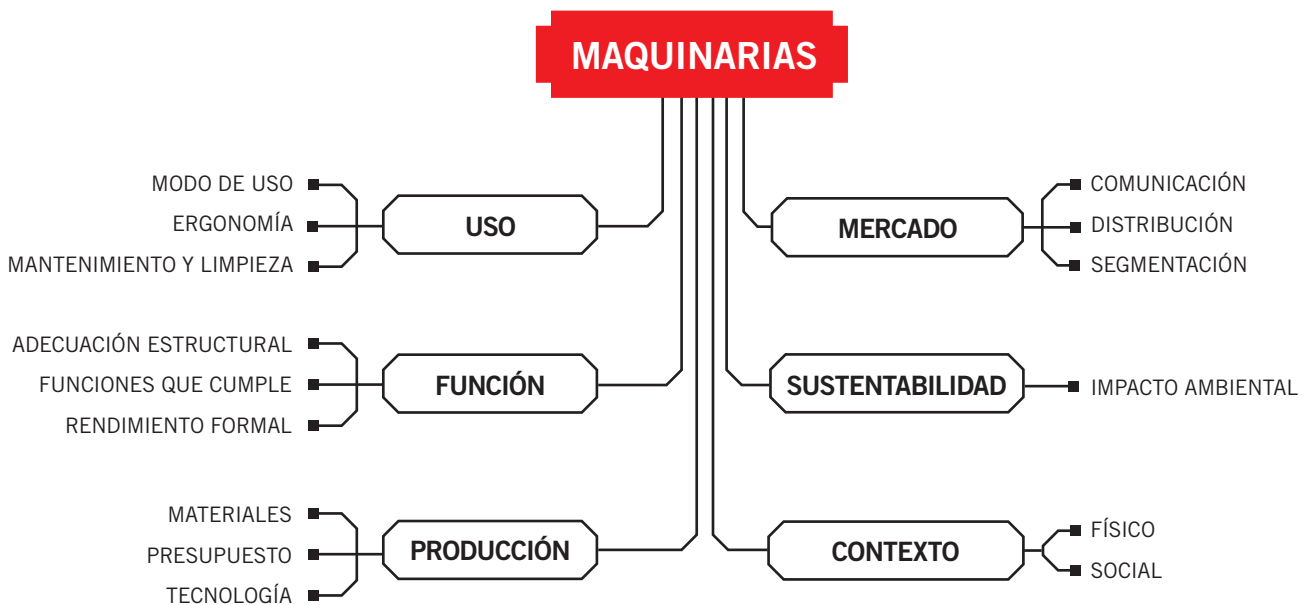 MAQUINARIAS
USO
MODO DE USO
ERGONOMÍA
MANTENIMIENTO Y LIMPIEZA
FUNCIÓN
ADECUACIÓN ESTRUCTURAL
FUNCIONES QUE CUMPLE
RENDIMIENTO FORMAL
PRODUCCIÓN
MATERIALES
PRESUPUESTO
TECNOLOGÍA
MERCADO
COMUNICACIÓN
DISTRIBUCIÓN
SEGMENTACIÓN
SUSTENTABILIDAD
IMPACTO AMBIENTAL
CONTEXTO
FÍSICO
SOCIAL